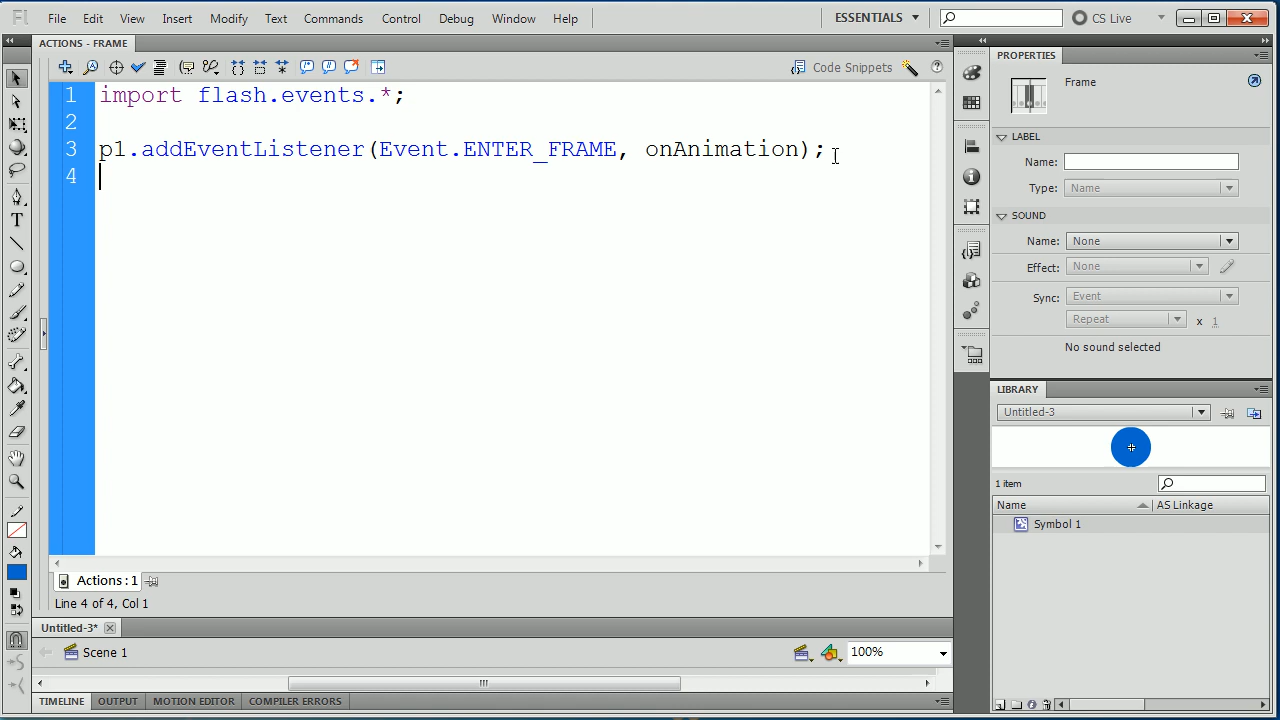 Fl File Edit View Insert Modify Text Commands Control Debug Window Help ESSENTIALS CS Live
ACTIONS - FRAME
Code Snippets
1 import flash.events.*;
2
3 p1.addEventListener(Event.ENTER_FRAME, onAnimation);
4
Actions : 1
Line 4 of 4, Col 1
Untitled-3*
Scene 1
100%
TIMELINE OUTPUT MOTION EDITOR COMPILER ERRORS
PROPERTIES
Frame
LABEL
Name:
Type: Name
SOUND
Name: None
Effect: None
Sync: Event
Repeat x 1
No sound selected
LIBRARY
Untitled-3
1 item
Name AS Linkage
Symbol 1